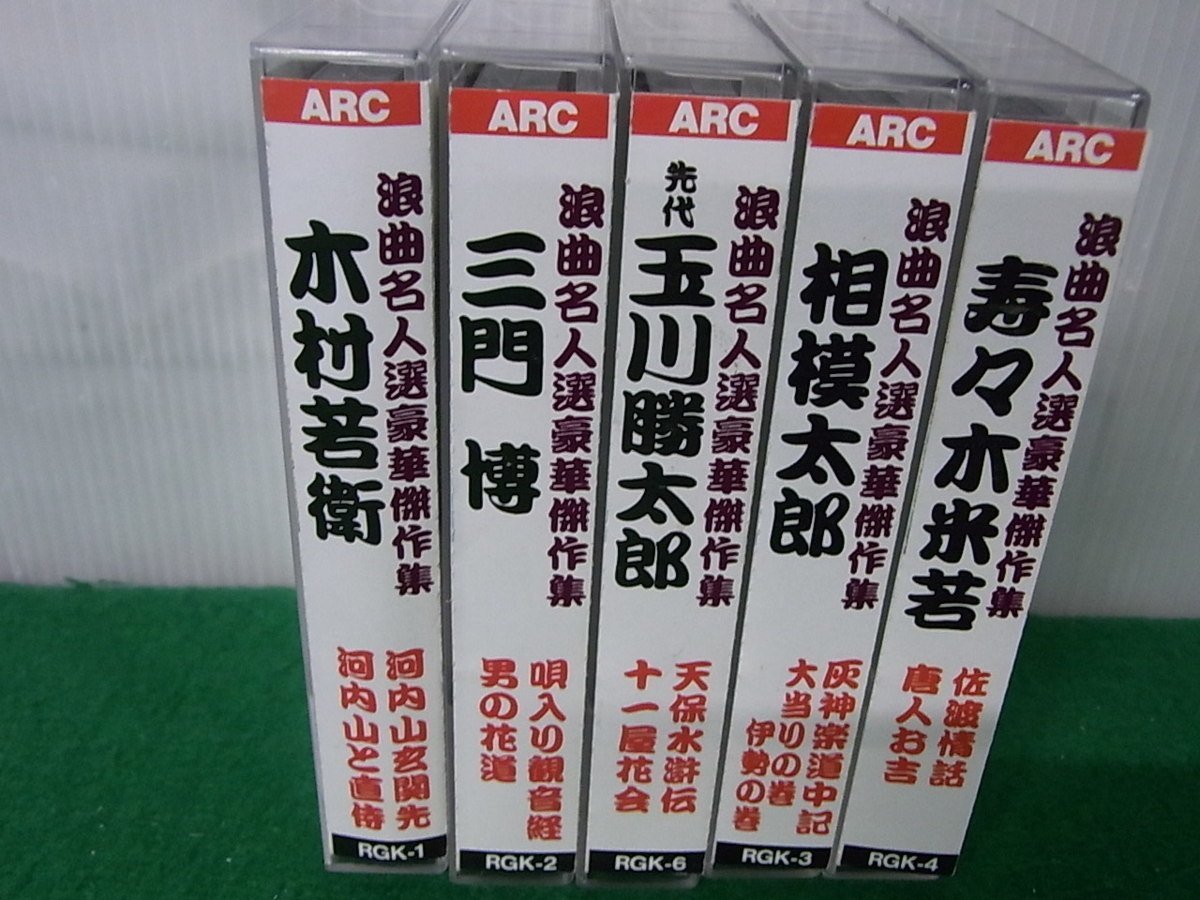 ARC
浪曲名人選豪華傑作集
木村若衛
河内山玄関先
河内山と直侍
RGK-1
ARC
浪曲名人選豪華傑作集
三門 博
唄入り観音経
男の花道
RGK-2
ARC
浪曲名人選豪華傑作集
先代
玉川勝太郎
天保水滸伝
十一屋花会
RGK-6
ARC
浪曲名人選豪華傑作集
相模太郎
灰神楽道中記
大当りの巻
伊勢の巻
RGK-3
ARC
浪曲名人選豪華傑作集
寿々木米若
佐渡情話
唐人お吉
RGK-4